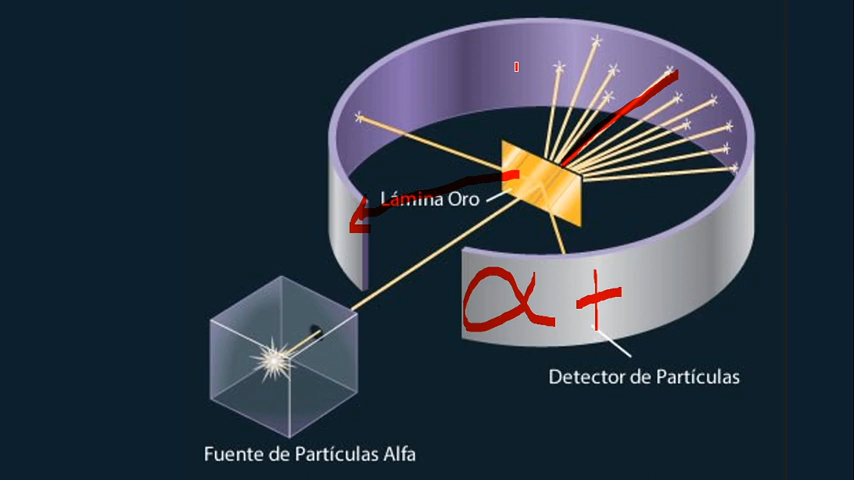 Lámina Oro
α +
Detector de Partículas
Fuente de Partículas Alfa